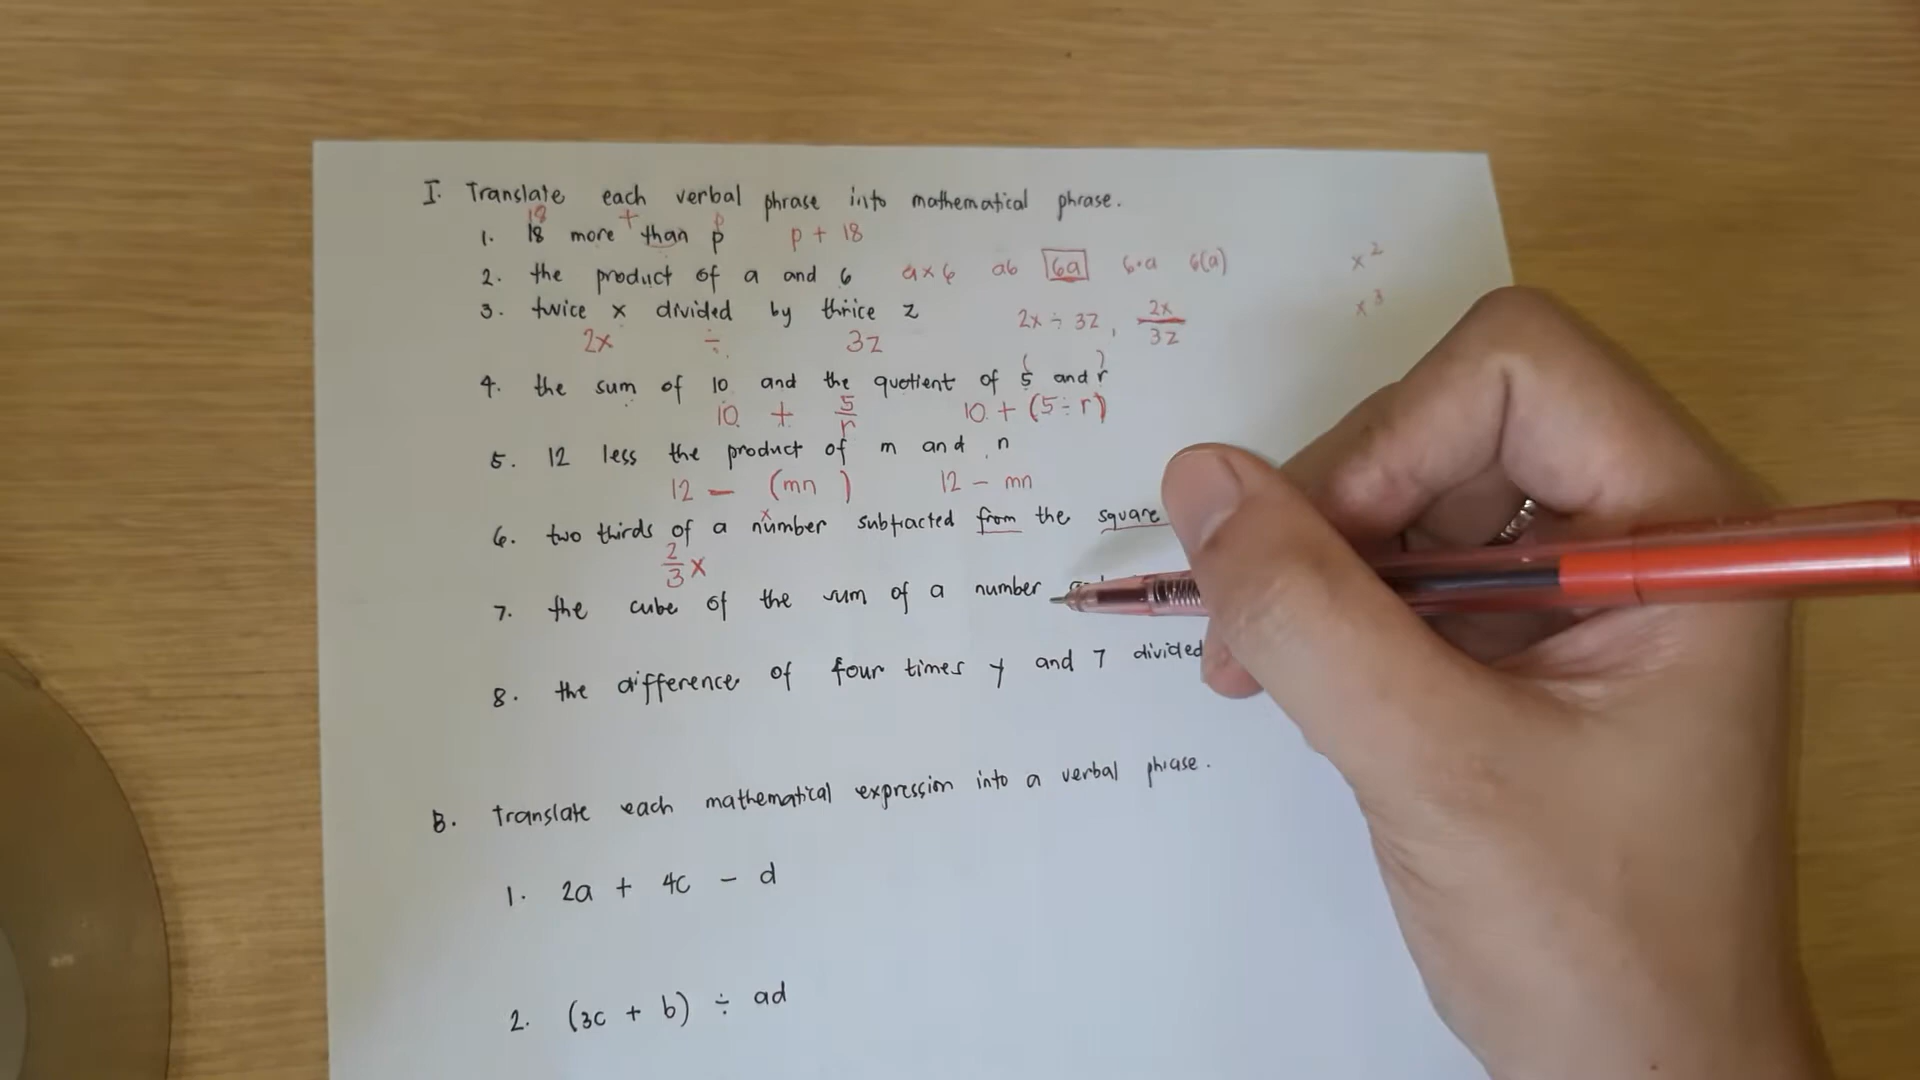 I. Translate each verbal phrase into mathematical phrase.
18 + p
1. 18 more than p p + 18
2. the product of a and 6 a x 6 a6 6a 6·a 6(a) x²
3. twice x divided by thrice z 2x ÷ 3z, 2x/3z x³
2x ÷ 3z
4. the sum of 10 and the quotient of 5 and r
10 + 5/r 10 + (5 ÷ r)
5. 12 less the product of m and n
12 - (mn) 12 - mn
x
6. two thirds of a number subtracted from the square
2/3 x
7. the cube of the sum of a number
8. the difference of four times y and 7 divided
B. Translate each mathematical expression into a verbal phrase.
1. 2a + 4c - d
2. (3c + b) ÷ ad